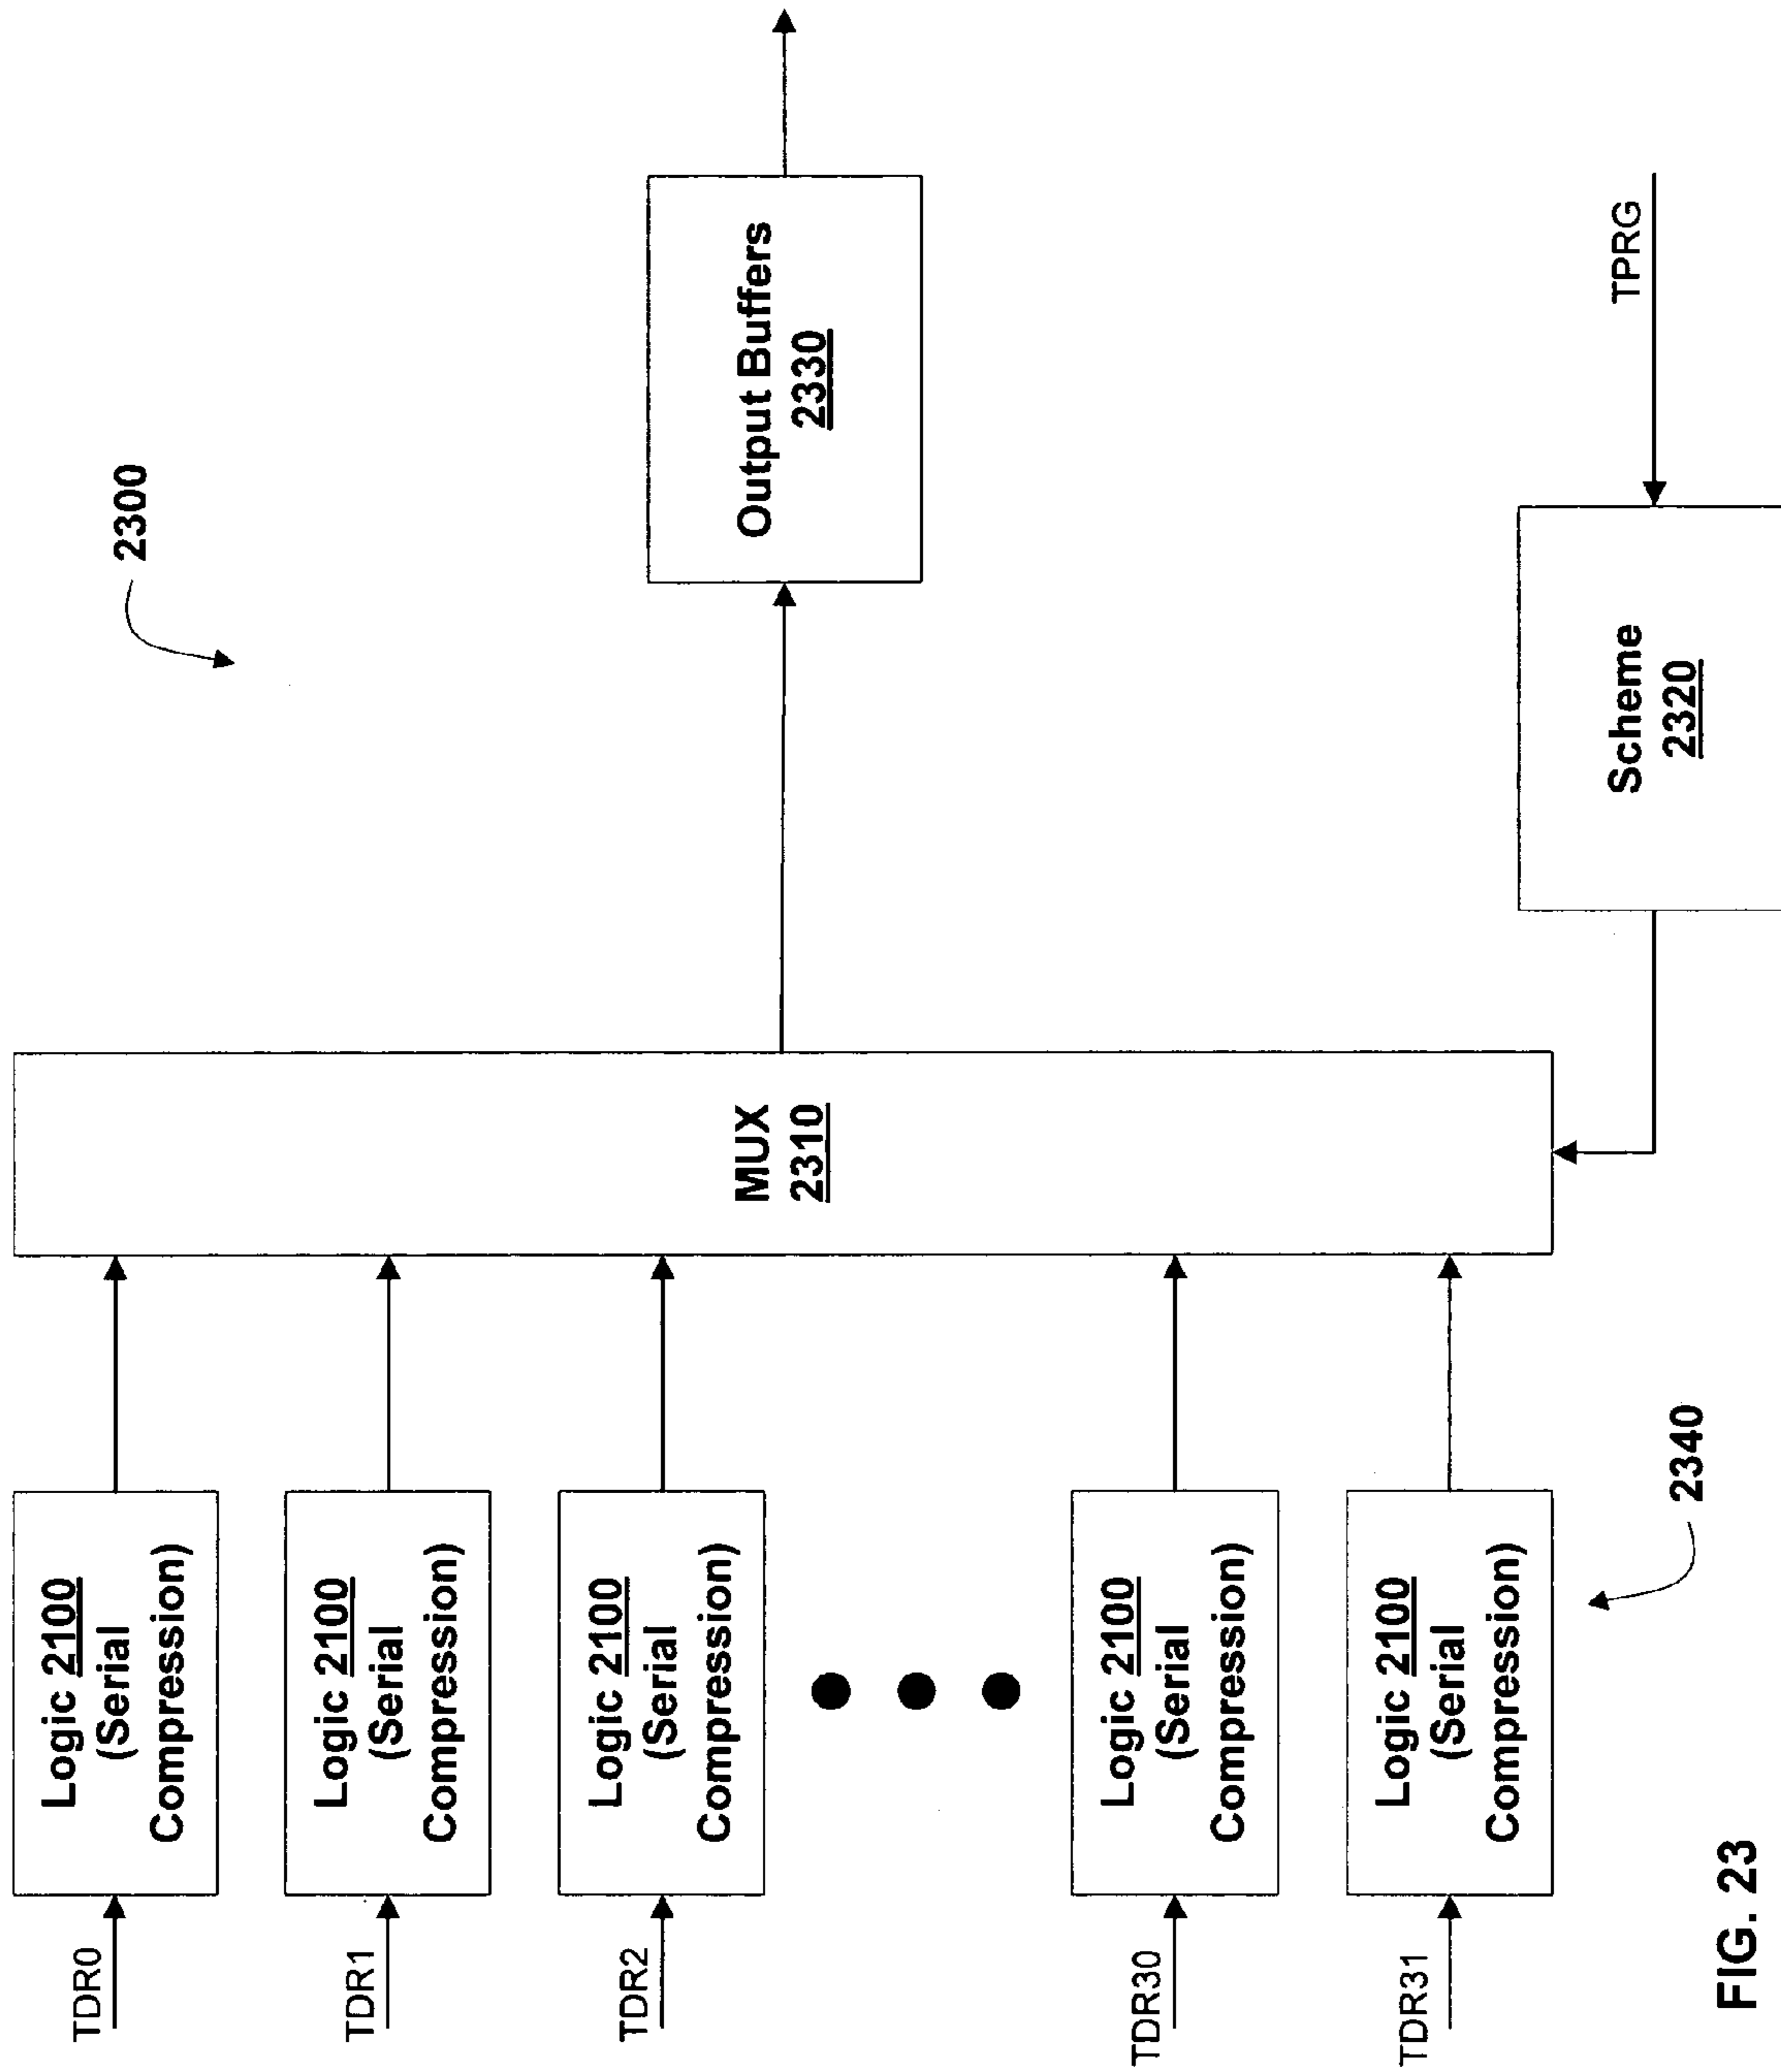 2300
TDR0
Logic 2100
(Serial
Compression)
TDR1
Logic 2100
(Serial
Compression)
TDR2
Logic 2100
(Serial
Compression)
TDR30
Logic 2100
(Serial
Compression)
TDR31
Logic 2100
(Serial
Compression)
2340
MUX
2310
Output Buffers
2330
Scheme
2320
TPRG
FIG. 23